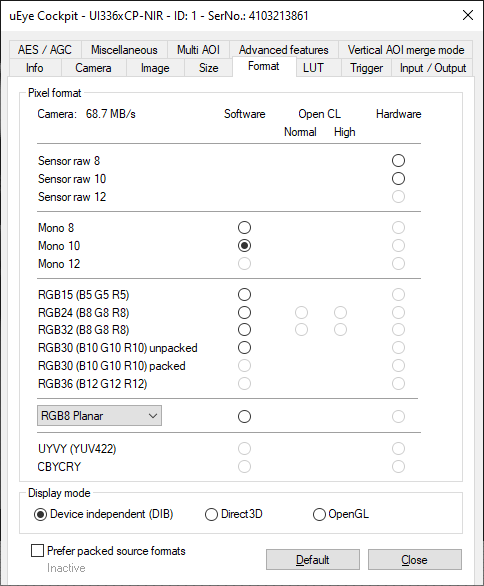 uEye Cockpit - UI336xCP-NIR - ID: 1 - SerNo.: 4103213861
AES / AGC Miscellaneous Multi AOI Advanced features Vertical AOI merge mode
Info Camera Image Size Format LUT Trigger Input / Output
Pixel format
Camera: 68.7 MB/s Software Open CL Hardware
Normal High
Sensor raw 8
Sensor raw 10
Sensor raw 12
Mono 8
Mono 10
Mono 12
RGB15 (B5 G5 R5)
RGB24 (B8 G8 R8)
RGB32 (B8 G8 R8)
RGB30 (B10 G10 R10) unpacked
RGB30 (B10 G10 R10) packed
RGB36 (B12 G12 R12)
RGB8 Planar
UYVY (YUV422)
CBYCRY
Display mode
Device independent (DIB) Direct3D OpenGL
Prefer packed source formats
Inactive
Default Close